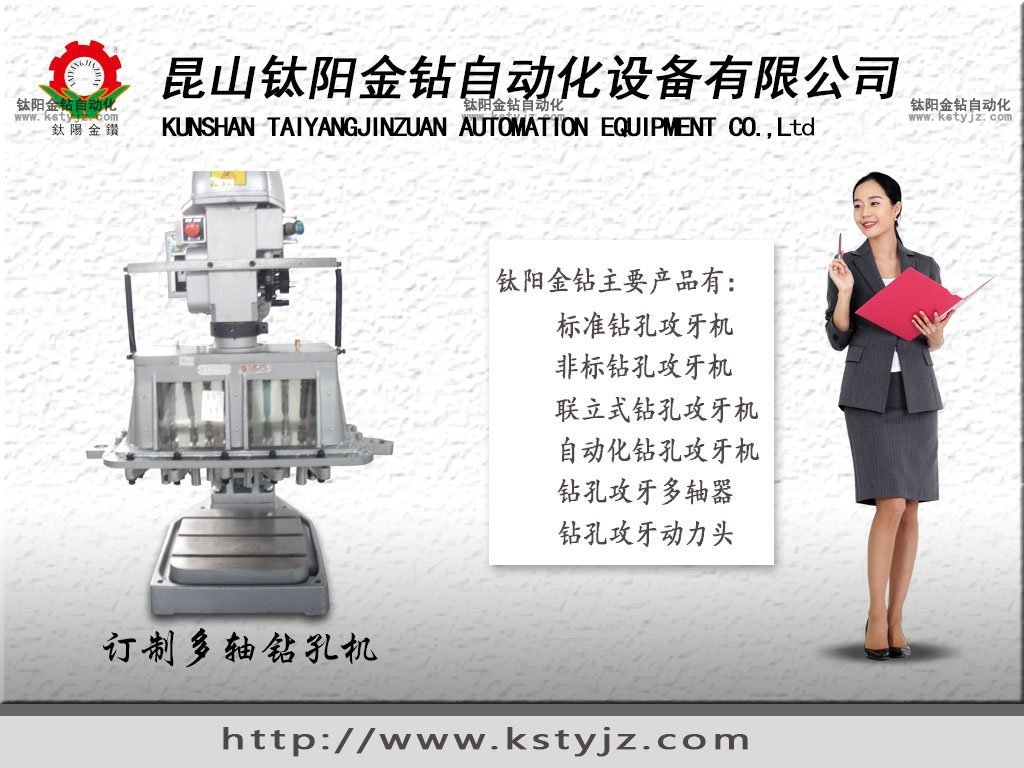 昆山钛阳金钻自动化设备有限公司
KUNSHAN TAIYANGJINZUAN AUTOMATION EQUIPMENT CO.,Ltd
TAIYANGJINZUAN
®
钛陽金鑽
钛阳金钻自动化
www.kstyjz.com
钛阳金钻自动化
www.kstyjz.com
钛阳金钻自动化
www.kstyjz.com
钛阳金钻主要产品有：
标准钻孔攻牙机
非标钻孔攻牙机
联立式钻孔攻牙机
自动化钻孔攻牙机
钻孔攻牙多轴器
钻孔攻牙动力头
订制多轴钻孔机
http://www.kstyjz.com